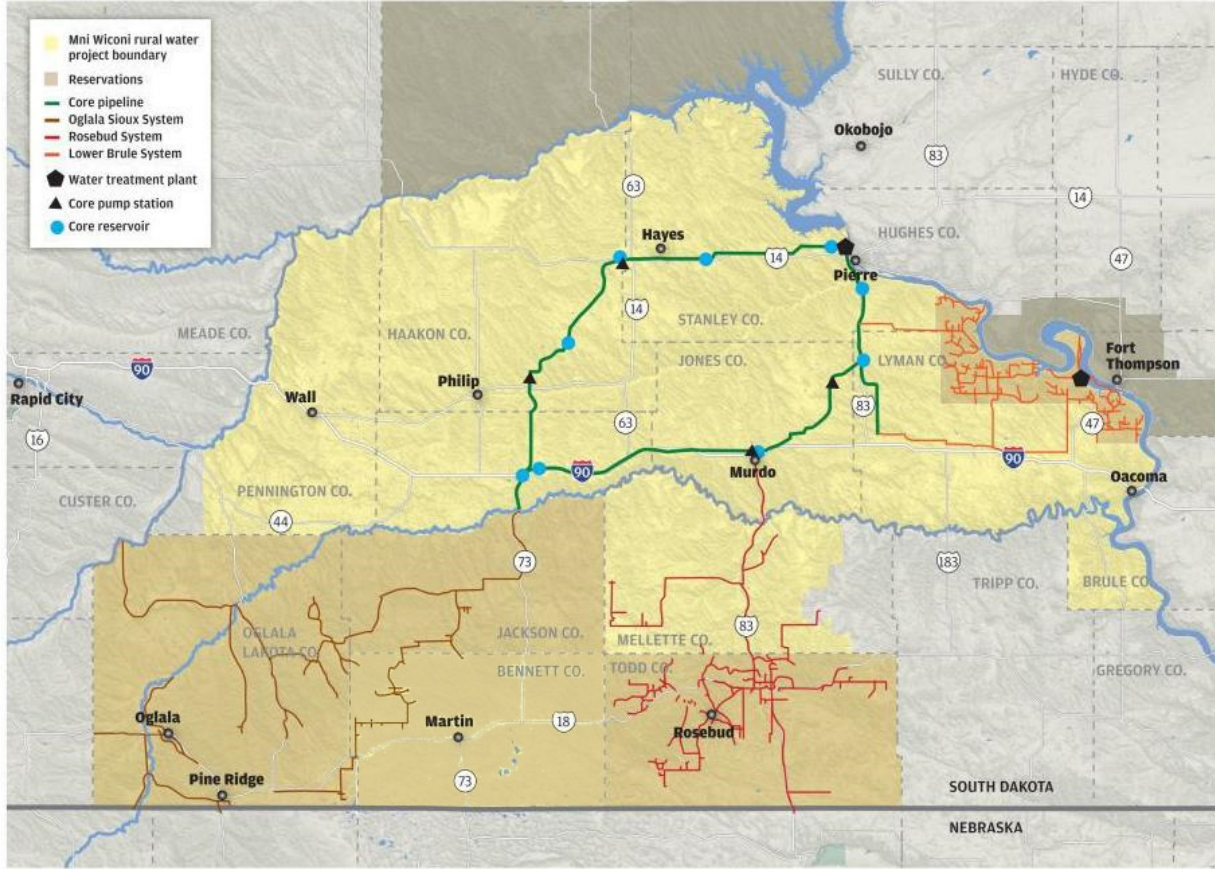 Mni Wiconi rural water
project boundary
Reservations
Core pipeline
Oglala Sioux System
Rosebud System
Lower Brule System
Water treatment plant
Core pump station
Core reservoir
SULLY CO.
HYDE CO.
Okobojo
83
63
14
Hayes
HUGHES CO.
14
47
Pierre
14
STANLEY CO.
MEADE CO.
HAAKON CO.
JONES CO.
LYMAN CO.
Fort
Thompson
90
Rapid City
Philip
Wall
83
63
47
16
90
90
Murdo
Oacoma
PENNINGTON CO.
CUSTER CO.
44
73
183
TRIPP CO.
BRULE CO
OGLALA
LAKOTA CO.
JACKSON CO.
MELLETTE CO.
83
BENNETT CO.
TODD CO.
GREGORY CO.
Oglala
Martin
18
Rosebud
Pine Ridge
73
SOUTH DAKOTA
NEBRASKA